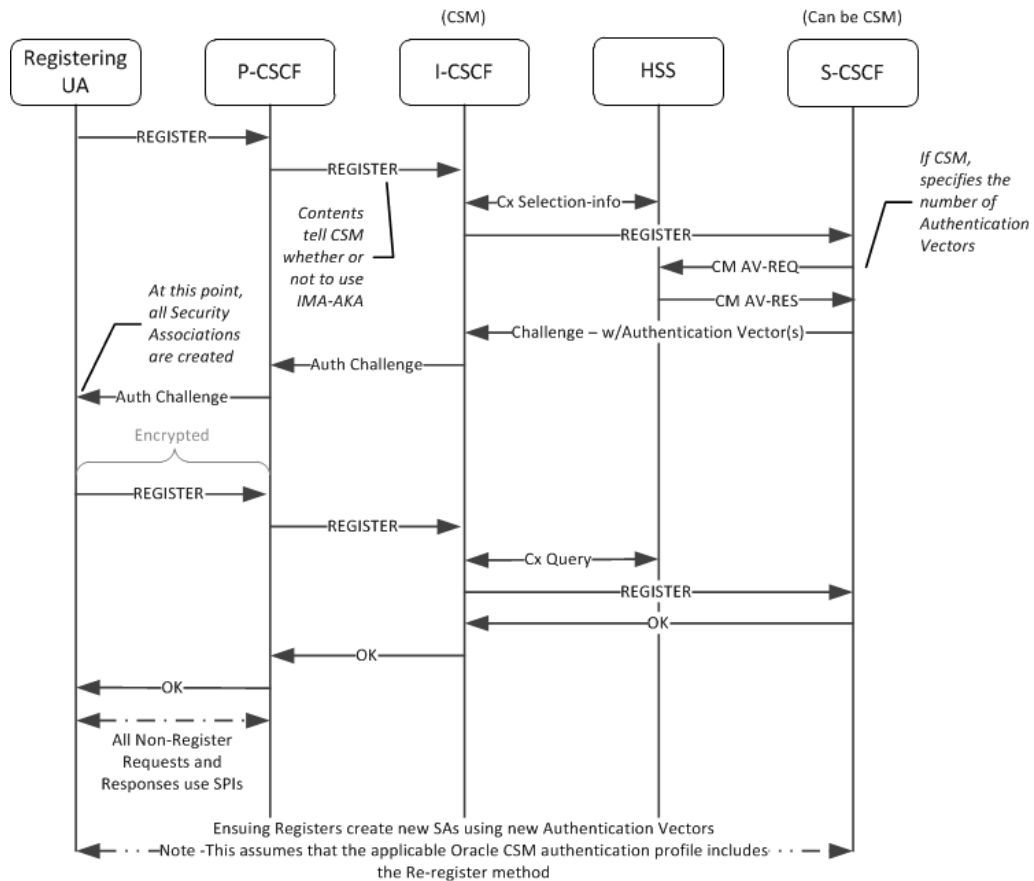 (CSM)
(Can be CSM)
Registering
UA
P-CSCF
I-CSCF
HSS
S-CSCF
REGISTER
REGISTER
If CSM,
specifies the
number of
Authentication
Vectors
Contents
tell CSM
whether or
not to use
IMA-AKA
Cx Selection-info
REGISTER
CM AV-REQ
CM AV-RES
At this point,
all Security
Associations
are created
Challenge – w/Authentication Vector(s)
Auth Challenge
Auth Challenge
Encrypted
REGISTER
REGISTER
Cx Query
REGISTER
OK
OK
OK
All Non-Register
Requests and
Responses use SPIs
Ensuing Registers create new SAs using new Authentication Vectors
Note -This assumes that the applicable Oracle CSM authentication profile includes
the Re-register method